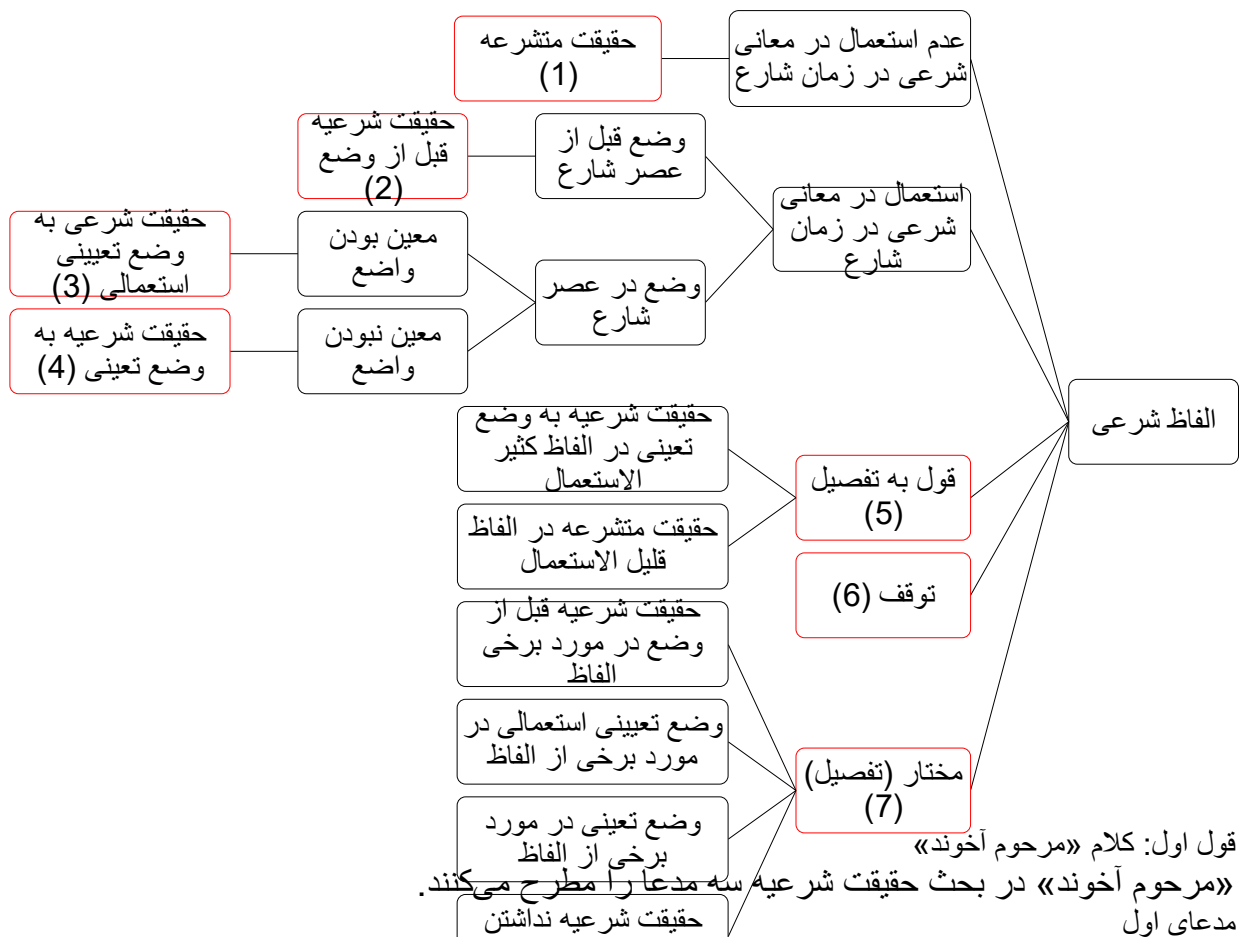 الفاظ شرعی
عدم استعمال در معانی
شرعی در زمان شارع
حقیقت متشرعه
(1)
استعمال در معانی
شرعی در زمان
شارع
وضع قبل از
عصر شارع
حقیقت شرعیه
قبل از وضع
(2)
وضع در عصر
شارع
معین بودن
واضع
حقیقت شرعی به
وضع تعیینی
استعمالی (3)
معین نبودن
واضع
حقیقت شرعیه به
وضع تعینی (4)
قول به تفصیل
(5)
حقیقت شرعیه به وضع
تعینی در الفاظ کثیر
الاستعمال
حقیقت متشرعه در الفاظ
قلیل الاستعمال
توقف (6)
مختار (تفصیل)
(7)
حقیقت شرعیه قبل از
وضع در مورد برخی
الفاظ
وضع تعیینی استعمالی در
مورد برخی از الفاظ
وضع تعینی در مورد
برخی از الفاظ
حقیقت شرعیه نداشتن
قول اول: کلام «مرحوم آخوند»
«مرحوم آخوند» در بحث حقیقت شرعیه سه مدعا را مطرح می‌کنند.
مدعای اول